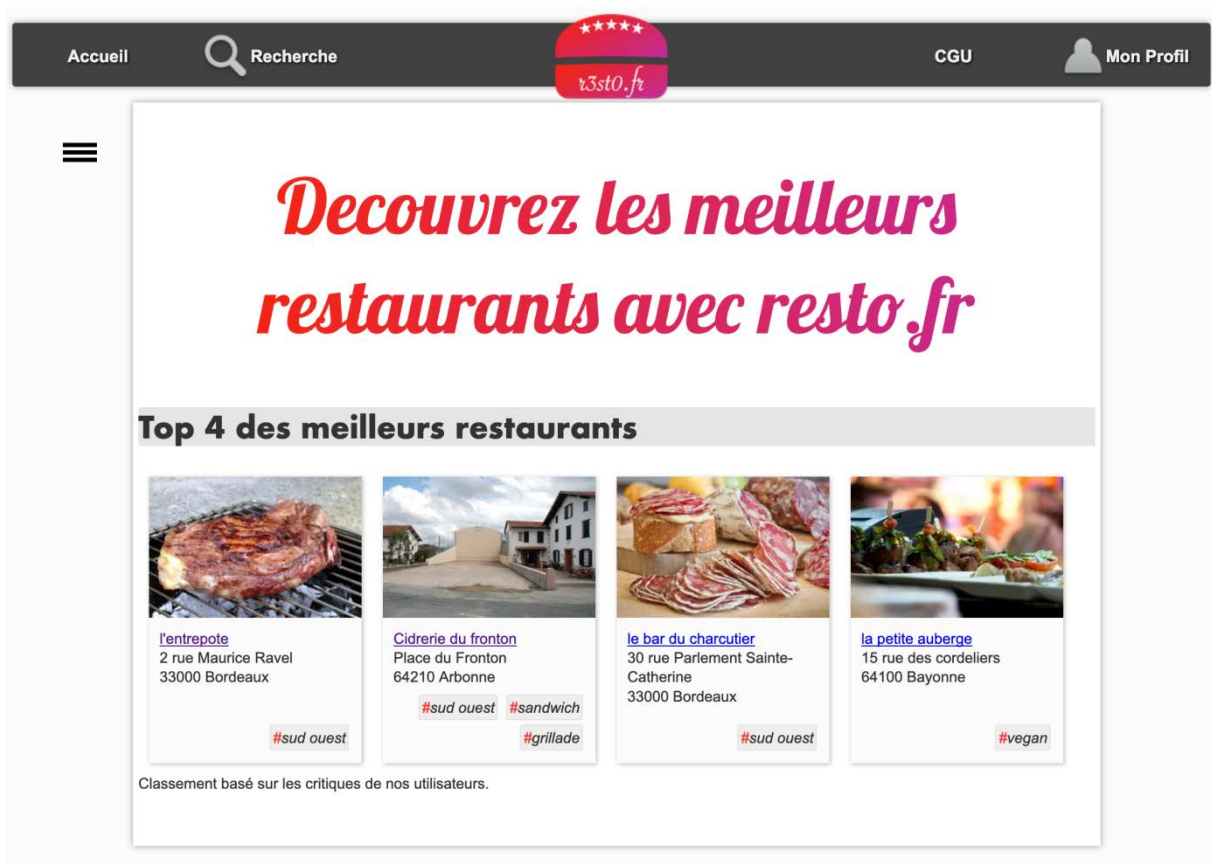 Accueil
Recherche
r3st0.fr
CGU
Mon Profil
Decouvrez les meilleurs
restaurants avec resto.fr
Top 4 des meilleurs restaurants
l'entrepote
2 rue Maurice Ravel
33000 Bordeaux
#sud ouest
Cidrerie du fronton
Place du Fronton
64210 Arbonne
#sud ouest #sandwich
#grillade
le bar du charcutier
30 rue Parlement Sainte-
Catherine
33000 Bordeaux
#sud ouest
la petite auberge
15 rue des cordeliers
64100 Bayonne
#vegan
Classement basé sur les critiques de nos utilisateurs.